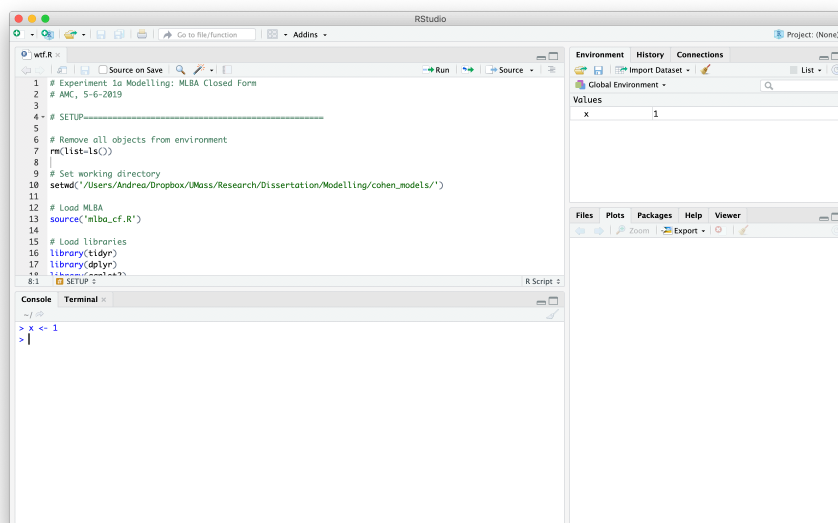 RStudio
Go to file/function
Addins
Project: (None)
wtf.R
Source on Save
Run
Source
1 # Experiment 1a Modelling: MLBA Closed Form
2 # AMC, 5-6-2019
3
4 # SETUP===================================================
5
6 # Remove all objects from environment
7 rm(list=ls())
8
9 # Set working directory
10 setwd('/Users/Andrea/Dropbox/UMass/Research/Dissertation/Modelling/cohen_models/')
11
12 # Load MLBA
13 source('mlba_cf.R')
14
15 # Load libraries
16 library(tidyr)
17 library(dplyr)
8:1 SETUP R Script
Console Terminal
~/
> x <- 1
>
Environment History Connections
Import Dataset List
Global Environment
Values
x 1
Files Plots Packages Help Viewer
Zoom Export